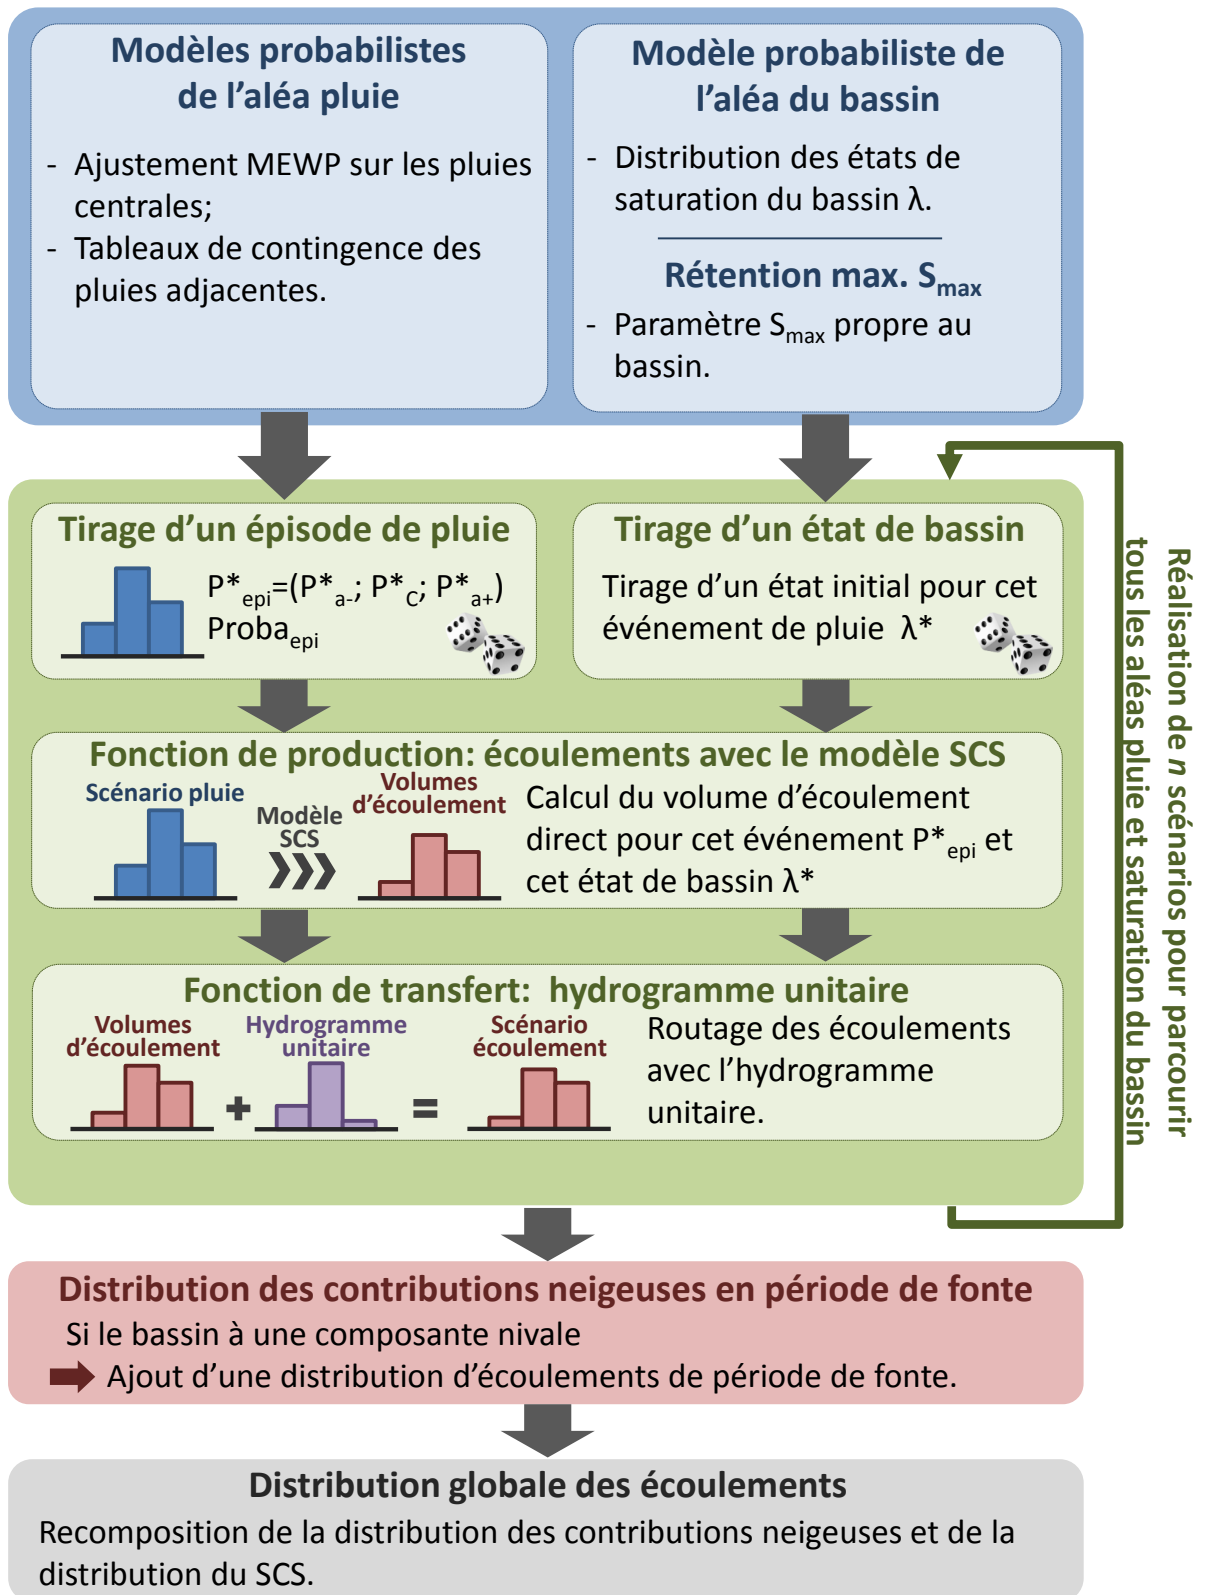 Modèles probabilistes
de l'aléa pluie
- Ajustement MEWP sur les pluies
centrales;
- Tableaux de contingence des
pluies adjacentes.
Modèle probabiliste de
l'aléa du bassin
- Distribution des états de
saturation du bassin λ.
Rétention max. Smax
- Paramètre Smax propre au
bassin.
Tirage d'un épisode de pluie
P*epi=(P*a-; P*C; P*a+)
Probaepi
Tirage d'un état de bassin
Tirage d'un état initial pour cet
événement de pluie λ*
Fonction de production: écoulements avec le modèle SCS
Scénario pluie
Modèle
SCS
Volumes
d'écoulement
Calcul du volume d'écoulement
direct pour cet événement P*epi et
cet état de bassin λ*
Fonction de transfert: hydrogramme unitaire
Volumes
d'écoulement
+
Hydrogramme
unitaire
=
Scénario
écoulement
Routage des écoulements
avec l'hydrogramme
unitaire.
Réalisation de n scénarios pour parcourir
tous les aléas pluie et saturation du bassin
Distribution des contributions neigeuses en période de fonte
Si le bassin à une composante nivale
Ajout d'une distribution d'écoulements de période de fonte.
Distribution globale des écoulements
Recomposition de la distribution des contributions neigeuses et de la
distribution du SCS.